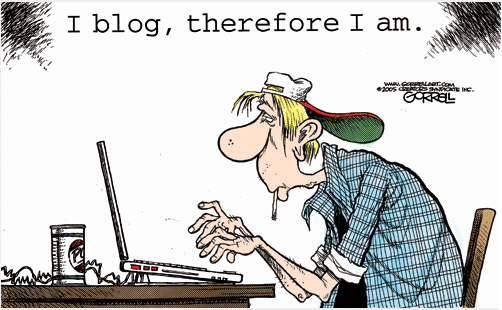 I blog, therefore I am.
www.GORRELLART.COM
©2005 CREATORS SYNDICATE INC.
GORRELL